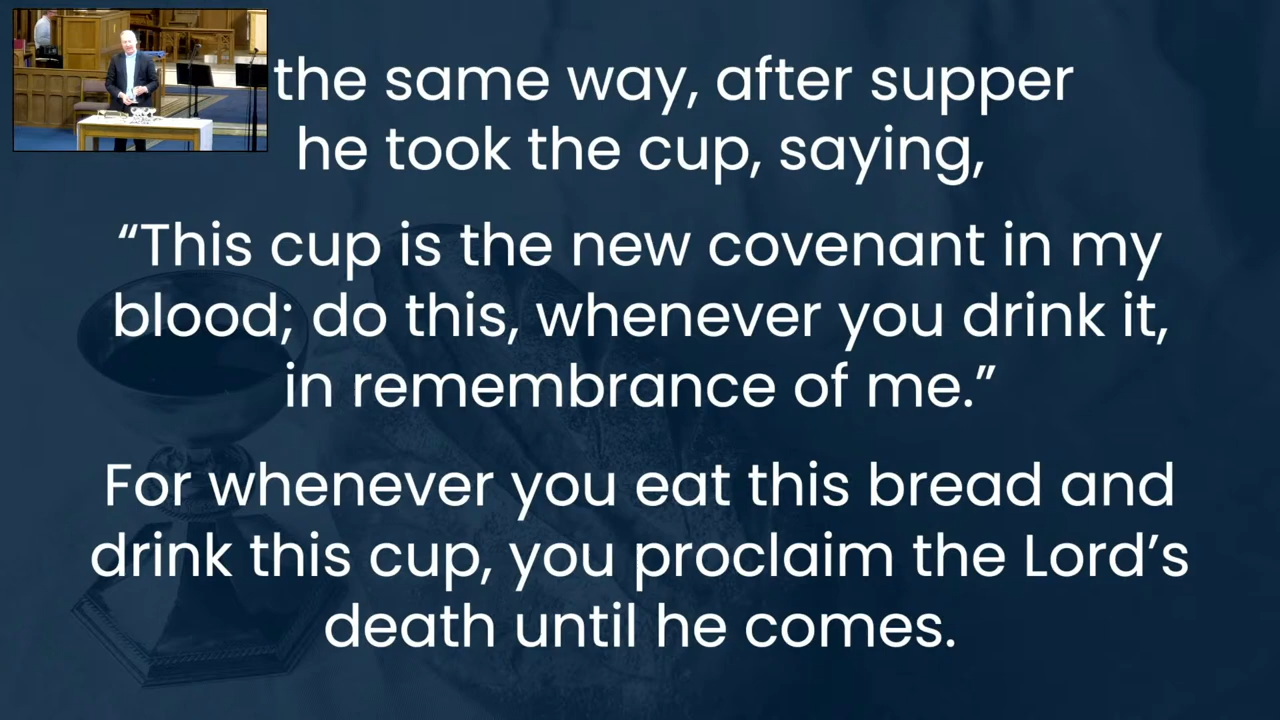 the same way, after supper
he took the cup, saying,
“This cup is the new covenant in my
blood; do this, whenever you drink it,
in remembrance of me.”
For whenever you eat this bread and
drink this cup, you proclaim the Lord’s
death until he comes.